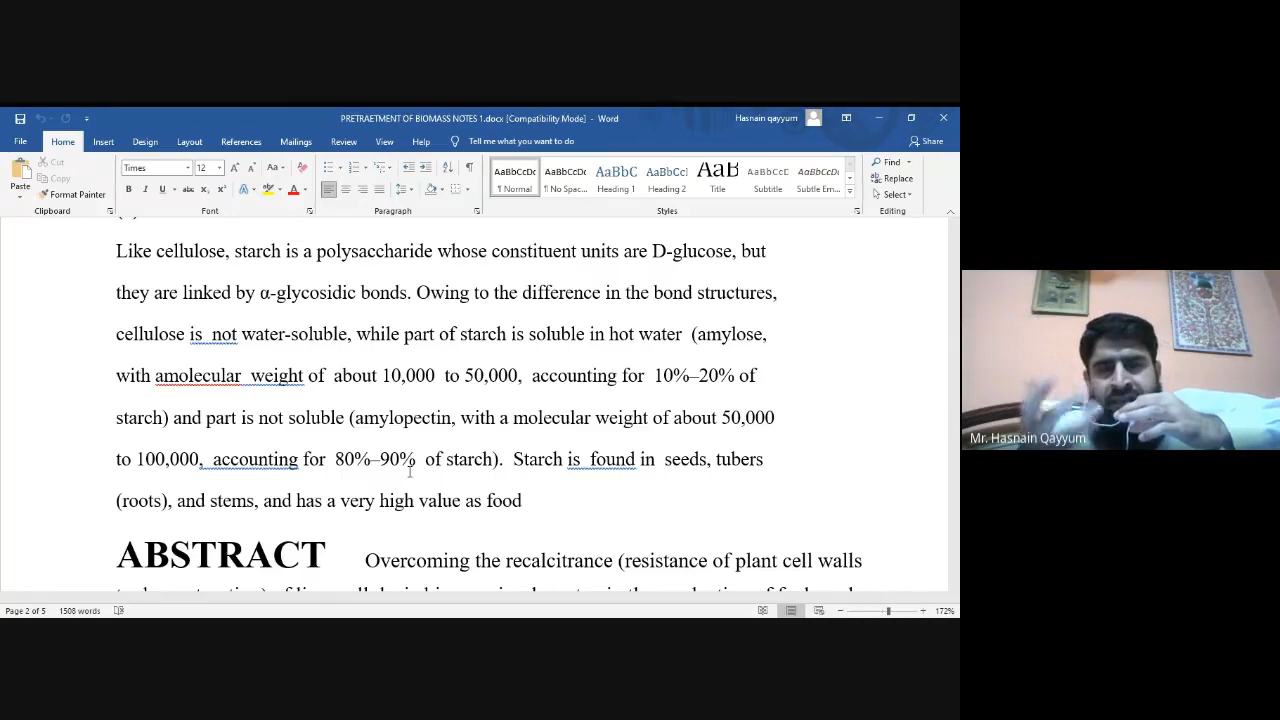 PRETRAETMENT OF BIOMASS NOTES 1.docx [Compatibility Mode] - Word
Hasnain qayyum
File Home Insert Design Layout References Mailings Review View Help Tell me what you want to do Share
Cut
Copy
Paste
Format Painter
Clipboard
Times 12
Font
Paragraph
AaBbCcDc AaBbCcDc AaBbC AaBbCc AaB AaBbCcD AaBbCcDc
¶ Normal ¶ No Spac... Heading 1 Heading 2 Title Subtitle Subtle Em...
Styles
Find
Replace
Select
Editing
Like cellulose, starch is a polysaccharide whose constituent units are D-glucose, but
they are linked by α-glycosidic bonds. Owing to the difference in the bond structures,
cellulose is not water-soluble, while part of starch is soluble in hot water (amylose,
with amolecular weight of about 10,000 to 50,000, accounting for 10%–20% of
starch) and part is not soluble (amylopectin, with a molecular weight of about 50,000
to 100,000, accounting for 80%–90% of starch). Starch is found in seeds, tubers
(roots), and stems, and has a very high value as food
ABSTRACT Overcoming the recalcitrance (resistance of plant cell walls
Page 2 of 5 1508 words 172%
Mr. Hasnain Qayyum